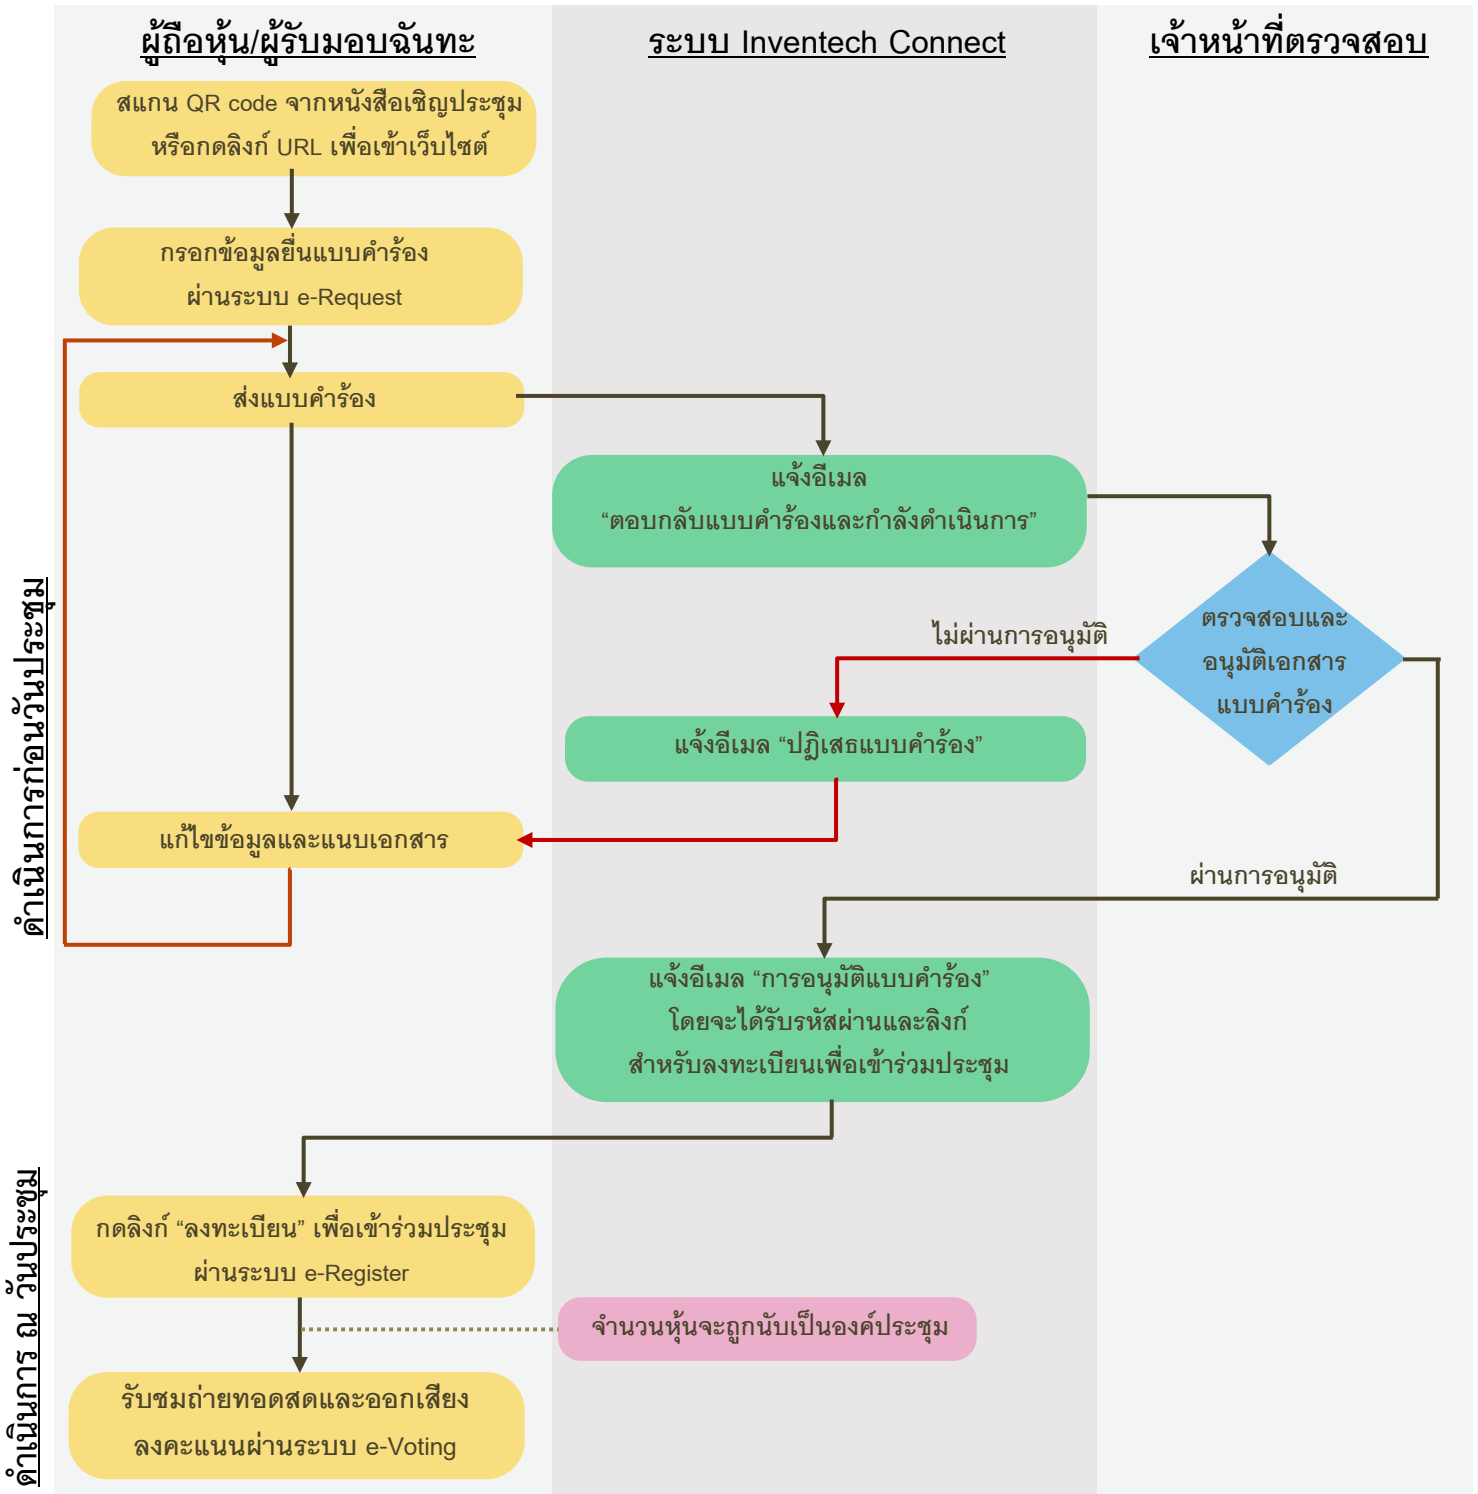 ผู้ถือหุ้น/ผู้รับมอบฉันทะ
ระบบ Inventech Connect
เจ้าหน้าที่ตรวจสอบ
ดำเนินการก่อนวันประชุม
สแกน QR code จากหนังสือเชิญประชุม
หรือกดลิงก์ URL เพื่อเข้าเว็บไซต์
กรอกข้อมูลยื่นแบบคำร้อง
ผ่านระบบ e-Request
ส่งแบบคำร้อง
แจ้งอีเมล
“ตอบกลับแบบคำร้องและกำลังดำเนินการ”
ตรวจสอบและ
อนุมัติเอกสาร
แบบคำร้อง
ไม่ผ่านการอนุมัติ
แจ้งอีเมล “ปฏิเสธแบบคำร้อง”
แก้ไขข้อมูลและแนบเอกสาร
ผ่านการอนุมัติ
แจ้งอีเมล “การอนุมัติแบบคำร้อง”
โดยจะได้รับรหัสผ่านและลิงก์
สำหรับลงทะเบียนเพื่อเข้าร่วมประชุม
ดำเนินการ ณ วันประชุม
กดลิงก์ “ลงทะเบียน” เพื่อเข้าร่วมประชุม
ผ่านระบบ e-Register
จำนวนหุ้นจะถูกนับเป็นองค์ประชุม
รับชมถ่ายทอดสดและออกเสียง
ลงคะแนนผ่านระบบ e-Voting